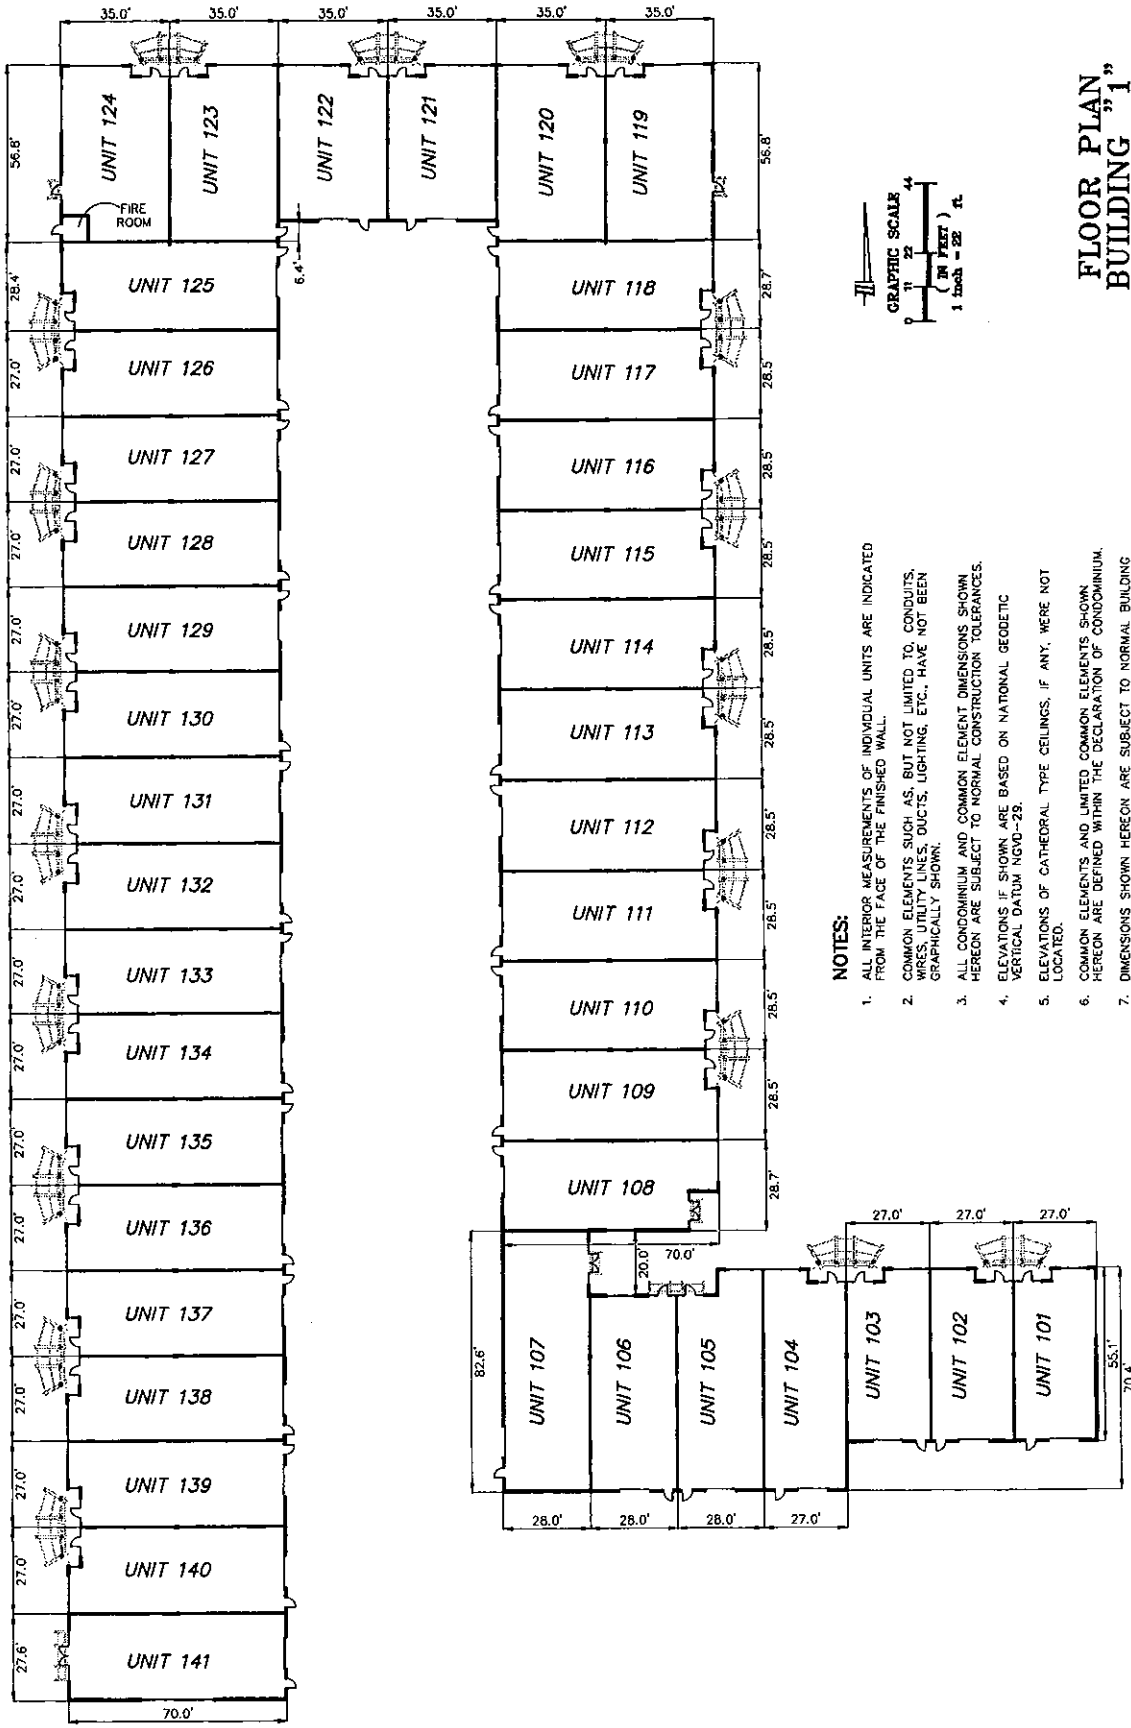 35.0'
35.0'
35.0'
35.0'
35.0'
35.0'
56.8'
UNIT 124
UNIT 123
UNIT 122
UNIT 121
UNIT 120
UNIT 119
56.8'
FIRE
ROOM
6.4'
28.4'
UNIT 125
27.0'
UNIT 126
27.0'
UNIT 127
27.0'
UNIT 128
27.0'
UNIT 129
27.0'
UNIT 130
27.0'
UNIT 131
27.0'
UNIT 132
27.0'
UNIT 133
27.0'
UNIT 134
27.0'
UNIT 135
27.0'
UNIT 136
27.0'
UNIT 137
27.0'
UNIT 138
27.0'
UNIT 139
27.0'
UNIT 140
27.6'
UNIT 141
70.0'
UNIT 118
28.7'
UNIT 117
28.5'
UNIT 116
28.5'
UNIT 115
28.5'
UNIT 114
28.5'
UNIT 113
28.5'
UNIT 112
28.5'
UNIT 111
28.5'
UNIT 110
28.5'
UNIT 109
28.5'
UNIT 108
28.7'
70.0'
20.0'
82.6'
UNIT 107
UNIT 106
UNIT 105
UNIT 104
UNIT 103
UNIT 102
UNIT 101
27.0'
27.0'
27.0'
55.1'
70.4'
28.0'
28.0'
28.0'
27.0'
GRAPHIC SCALE
0 11 22 44
( IN FEET )
1 inch = 22 ft.
FLOOR PLAN
BUILDING "1"
NOTES:
1. ALL INTERIOR MEASUREMENTS OF INDIVIDUAL UNITS ARE INDICATED
FROM THE FACE OF THE FINISHED WALL.
2. COMMON ELEMENTS SUCH AS, BUT NOT LIMITED TO, CONDUITS,
WIRES, UTILITY LINES, DUCTS, LIGHTING, ETC., HAVE NOT BEEN
GRAPHICALLY SHOWN.
3. ALL CONDOMINIUM AND COMMON ELEMENT DIMENSIONS SHOWN
HEREON ARE SUBJECT TO NORMAL CONSTRUCTION TOLERANCES.
4. ELEVATIONS IF SHOWN ARE BASED ON NATIONAL GEODETIC
VERTICAL DATUM NGVD-29.
5. ELEVATIONS OF CATHEDRAL TYPE CEILINGS, IF ANY, WERE NOT
LOCATED.
6. COMMON ELEMENTS AND LIMITED COMMON ELEMENTS SHOWN
HEREON ARE DEFINED WITHIN THE DECLARATION OF CONDOMINIUM.
7. DIMENSIONS SHOWN HEREON ARE SUBJECT TO NORMAL BUILDING